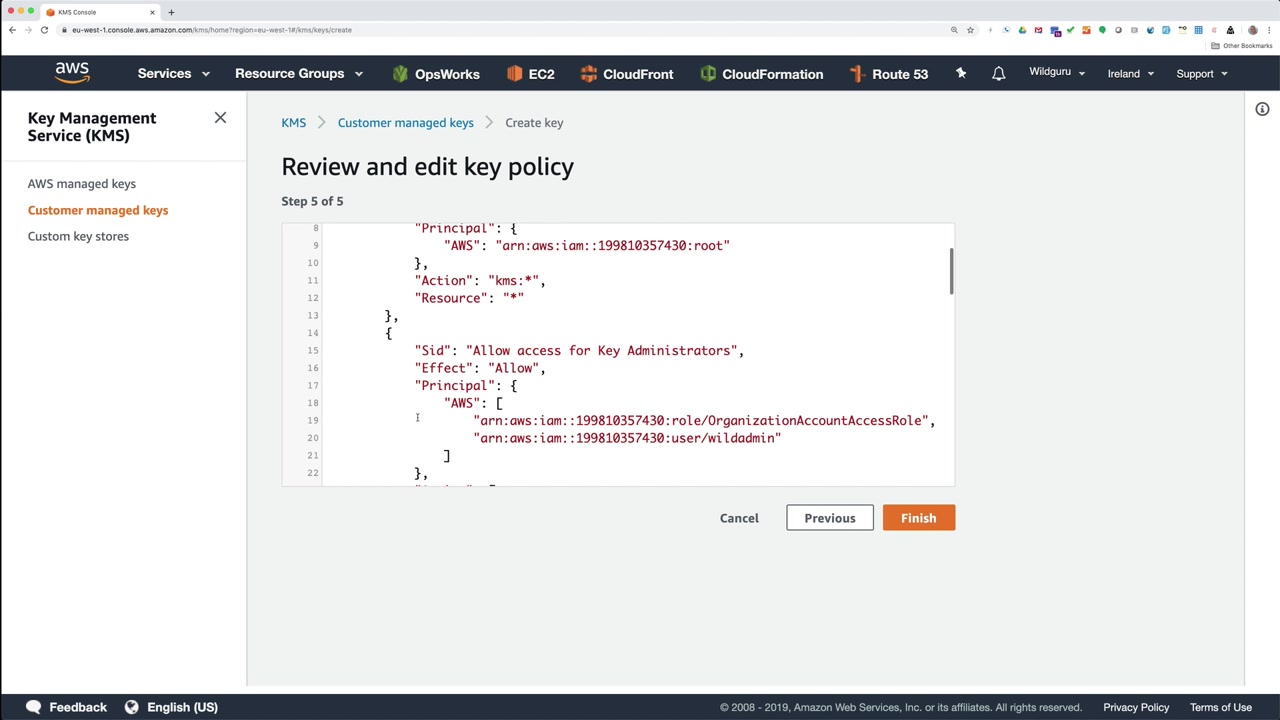 KMS Console
eu-west-1.console.aws.amazon.com/kms/home?region=eu-west-1#/kms/keys/create
Other Bookmarks
aws
Services
Resource Groups
OpsWorks
EC2
CloudFront
CloudFormation
Route 53
Wildguru
Ireland
Support
Key Management
Service (KMS)
AWS managed keys
Customer managed keys
Custom key stores
KMS
Customer managed keys
Create key
Review and edit key policy
Step 5 of 5
8 "Principal": {
9 "AWS": "arn:aws:iam::199810357430:root"
10 },
11 "Action": "kms:*",
12 "Resource": "*"
13 },
14 {
15 "Sid": "Allow access for Key Administrators",
16 "Effect": "Allow",
17 "Principal": {
18 "AWS": [
19 "arn:aws:iam::199810357430:role/OrganizationAccountAccessRole",
20 "arn:aws:iam::199810357430:user/wildadmin"
21 ]
22 },
Cancel
Previous
Finish
Feedback
English (US)
© 2008 - 2019, Amazon Web Services, Inc. or its affiliates. All rights reserved.
Privacy Policy
Terms of Use